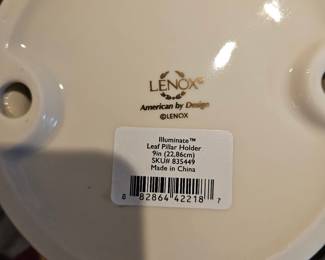 LENOX™
American by Design
©LENOX
Illuminate™
Leaf Pillar Holder
9in (22,86cm)
SKU# 835449
Made in China
8 82864 42218 7